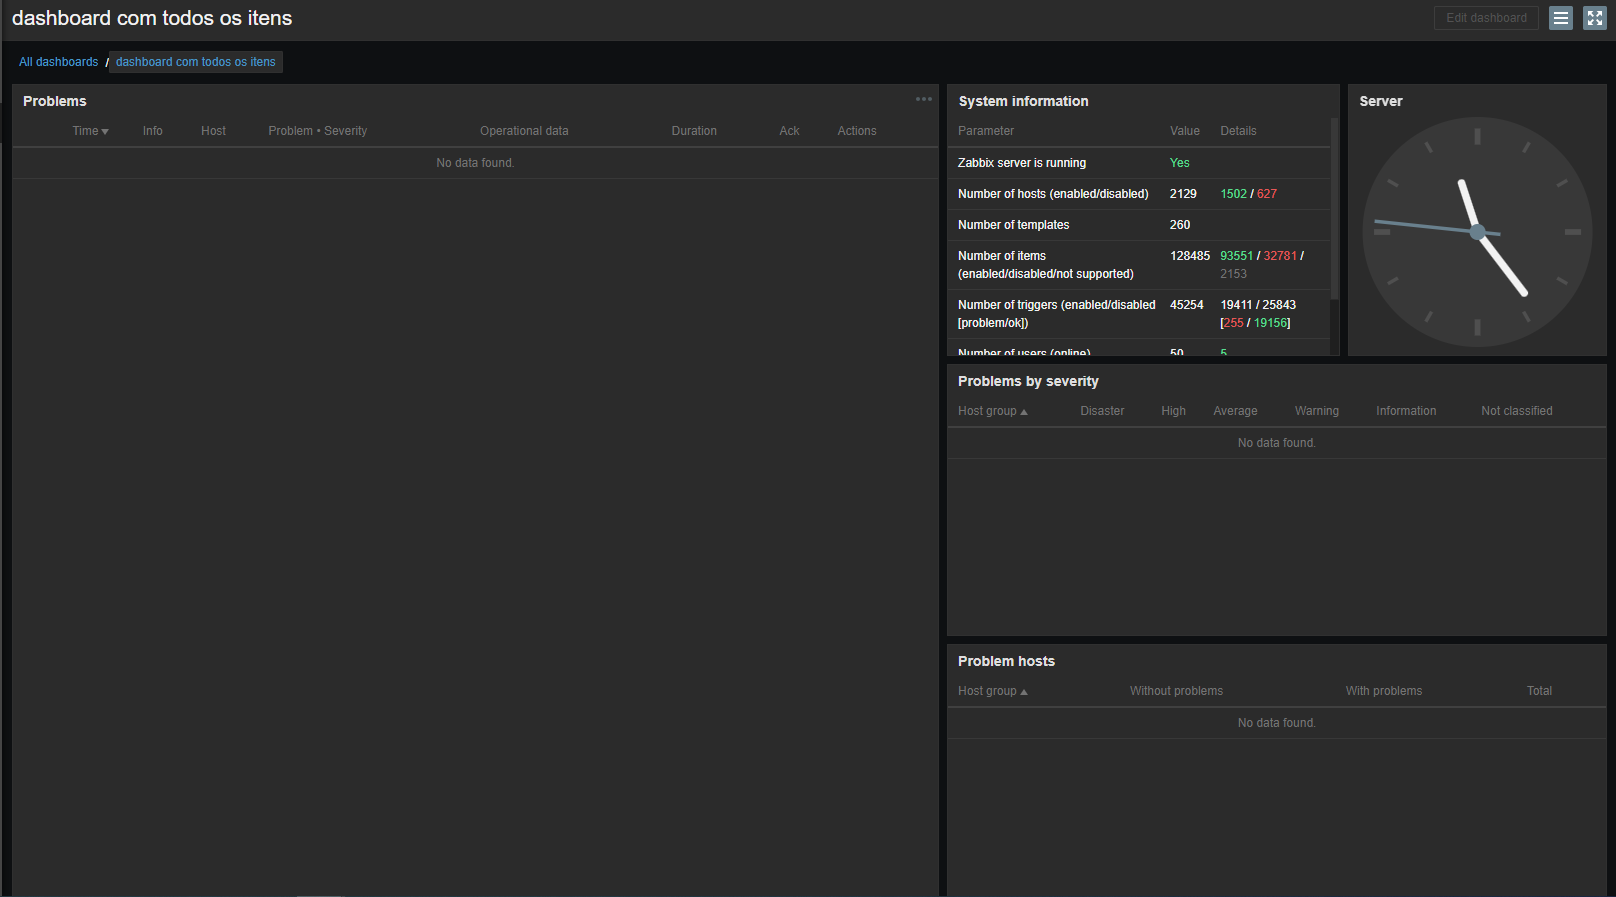 dashboard com todos os itens
Edit dashboard
All dashboards / dashboard com todos os itens
Problems
Time Info Host Problem • Severity Operational data Duration Ack Actions
No data found.
System information
Parameter Value Details
Zabbix server is running Yes
Number of hosts (enabled/disabled) 2129 1502 / 627
Number of templates 260
Number of items 128485 93551 / 32781 /
(enabled/disabled/not supported) 2153
Number of triggers (enabled/disabled 45254 19411 / 25843
[problem/ok]) [255 / 19156]
Number of users (online) 50 5
Server
Problems by severity
Host group Disaster High Average Warning Information Not classified
No data found.
Problem hosts
Host group Without problems With problems Total
No data found.